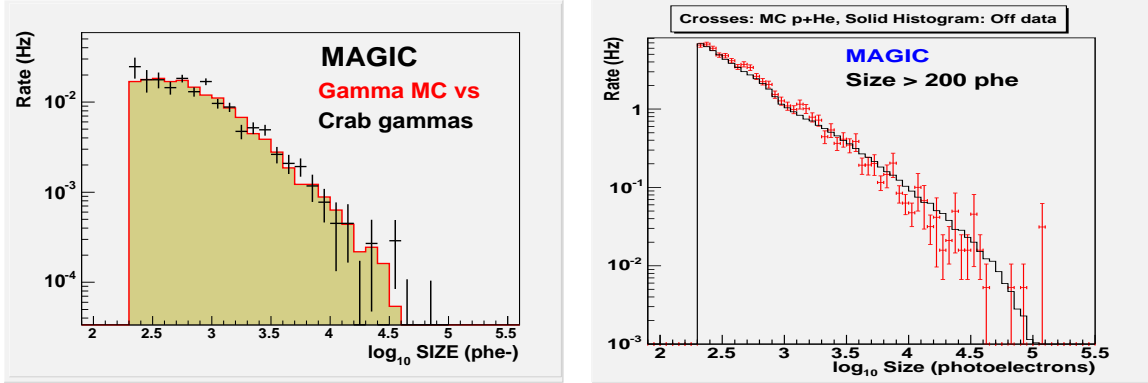 MAGIC
Gamma MC vs
Crab gammas
Rate (Hz)
10-2
10-3
10-4
2 2.5 3 3.5 4 4.5 5 5.5
log10 SIZE (phe-)
Crosses: MC p+He, Solid Histogram: Off data
MAGIC
Size > 200 phe
Rate (Hz)
1
10-1
10-2
10-3
2 2.5 3 3.5 4 4.5 5 5.5
log10 Size (photoelectrons)